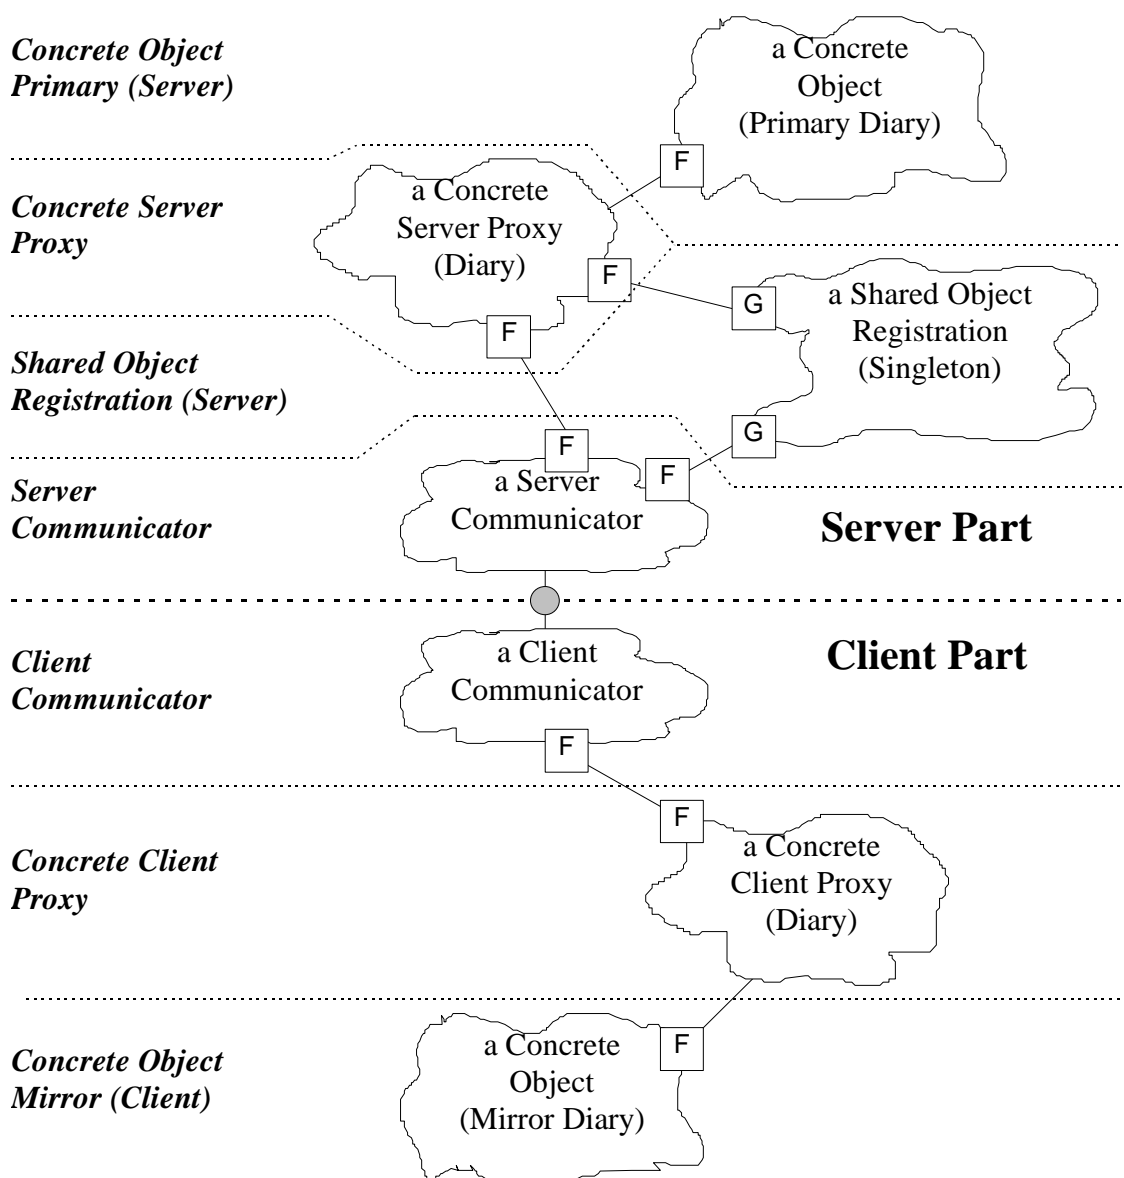 Concrete Object
Primary (Server)
a Concrete
Object
(Primary Diary)
F
Concrete Server
Proxy
a Concrete
Server Proxy
(Diary)
F
F
G
a Shared Object
Registration
(Singleton)
Shared Object
Registration (Server)
G
F
F
Server
Communicator
a Server
Communicator
Server Part
Client
Communicator
a Client
Communicator
Client Part
F
F
Concrete Client
Proxy
a Concrete
Client Proxy
(Diary)
F
Concrete Object
Mirror (Client)
a Concrete
Object
(Mirror Diary)